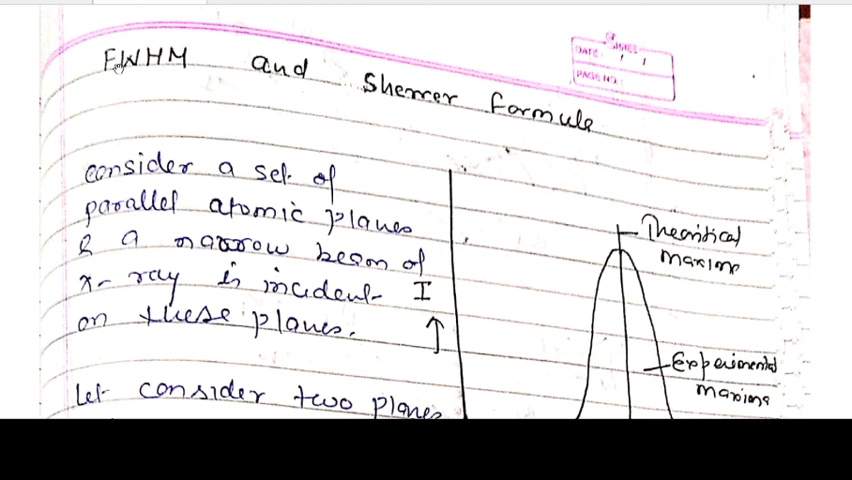 FWHM and Sherrer formula
DATE: / /
PAGE NO.:
consider a set of
parallel atomic planes
& a narrow beam of
x-ray is incident
on these planes.
Let consider two planes
I
↑
Theoritical
maxima
Experimental
maxima